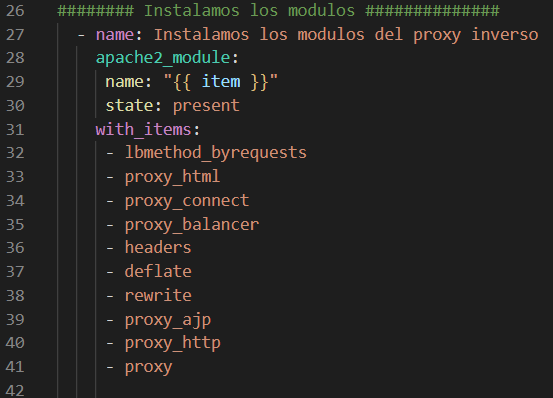 26 ######## Instalamos los modulos ##############
27 - name: Instalamos los modulos del proxy inverso
28 apache2_module:
29 name: "{{ item }}"
30 state: present
31 with_items:
32 - lbmethod_byrequests
33 - proxy_html
34 - proxy_connect
35 - proxy_balancer
36 - headers
37 - deflate
38 - rewrite
39 - proxy_ajp
40 - proxy_http
41 - proxy
42